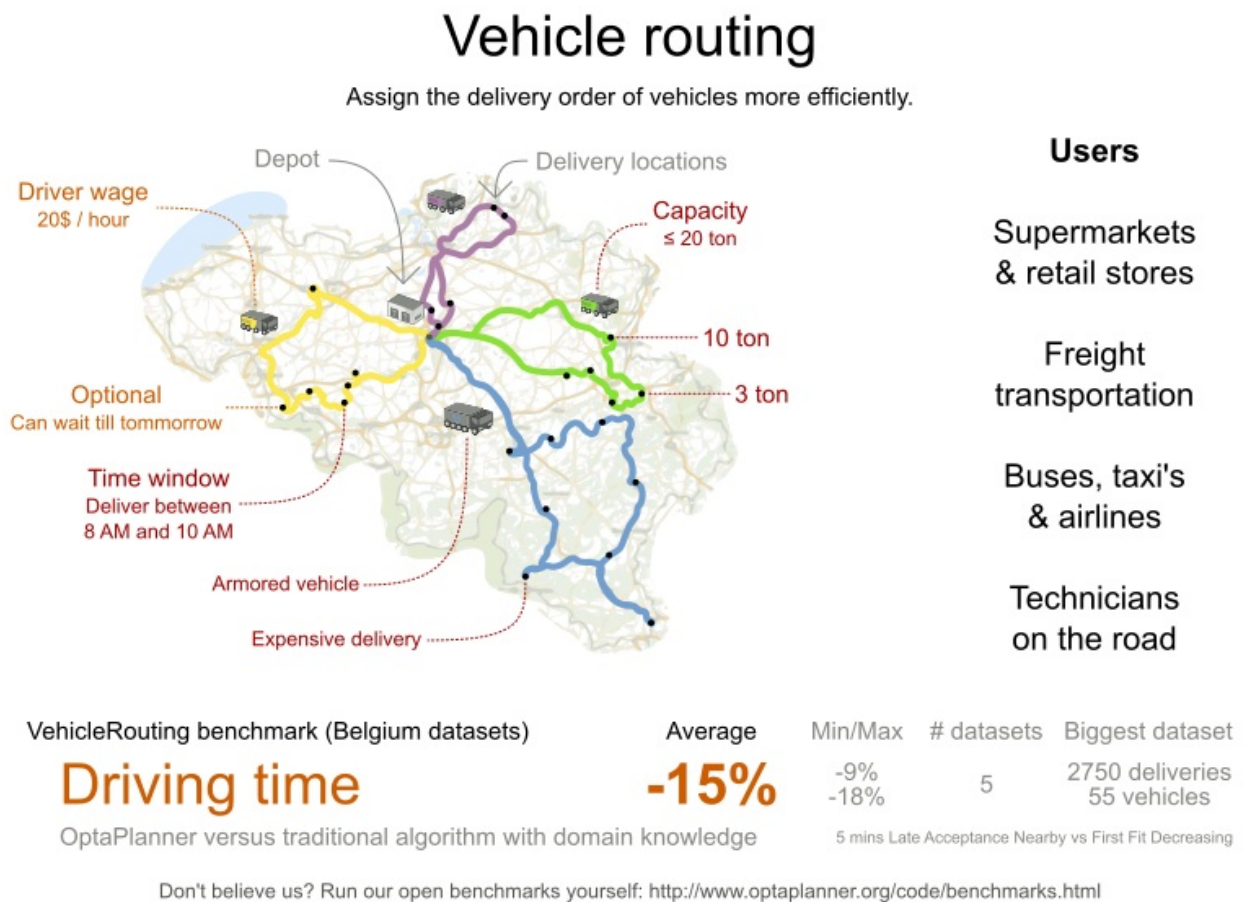 Vehicle routing
Assign the delivery order of vehicles more efficiently.
Depot
Delivery locations
Driver wage
20$ / hour
Capacity
≤ 20 ton
10 ton
3 ton
Optional
Can wait till tommorrow
Time window
Deliver between
8 AM and 10 AM
Armored vehicle
Expensive delivery
Users
Supermarkets
& retail stores
Freight
transportation
Buses, taxi's
& airlines
Technicians
on the road
VehicleRouting benchmark (Belgium datasets)
Average
Min/Max
# datasets
Biggest dataset
Driving time
-15%
-9%
-18%
5
2750 deliveries
55 vehicles
OptaPlanner versus traditional algorithm with domain knowledge
5 mins Late Acceptance Nearby vs First Fit Decreasing
Don't believe us? Run our open benchmarks yourself: http://www.optaplanner.org/code/benchmarks.html